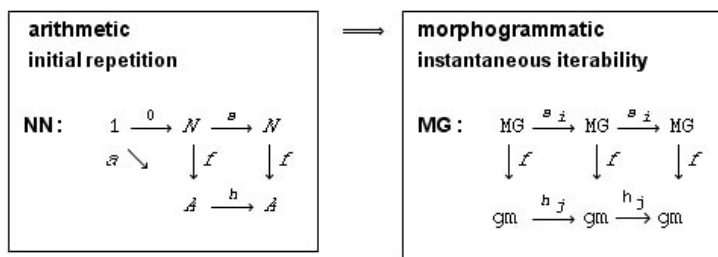 arithmetic ⟹ morphogrammatic
initial repetition instantaneous iterability
0 s s i s i
NN: 1 → N → N MG: MG → MG → MG
a ↘ ↓ f ↓ f ↓ f ↓ f ↓ f
h h j h j
A → A gm → gm → gm